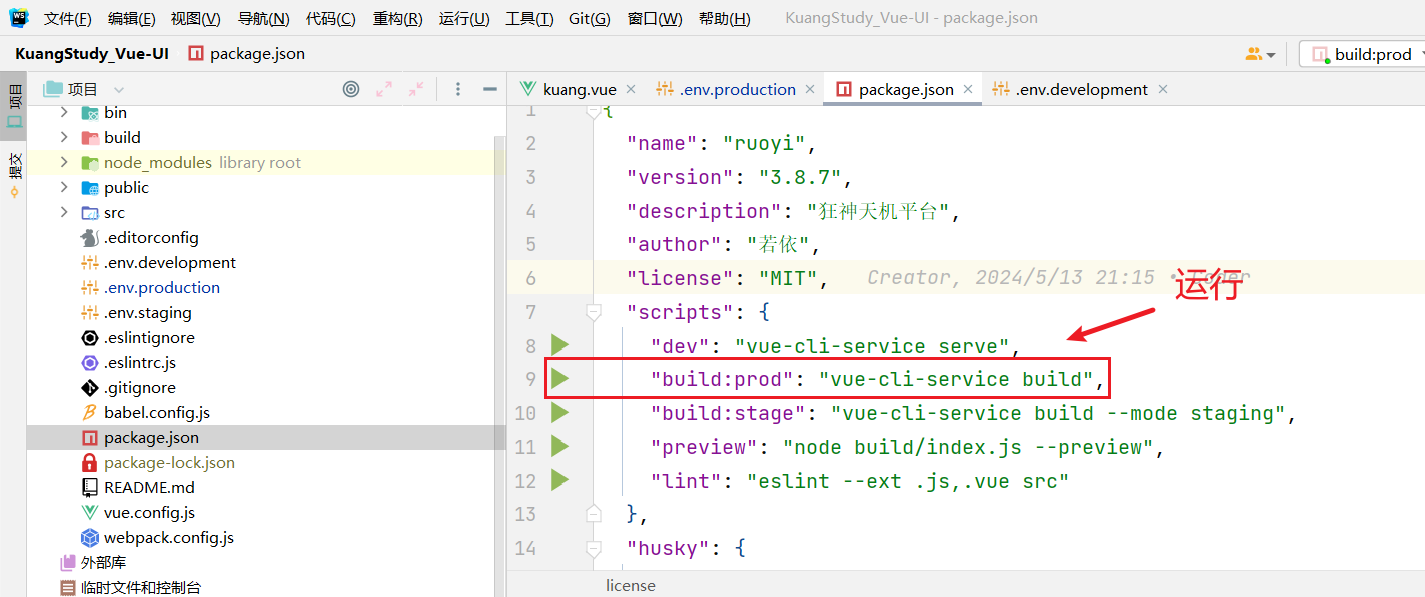 文件(F) 编辑(E) 视图(V) 导航(N) 代码(C) 重构(R) 运行(U) 工具(T) Git(G) 窗口(W) 帮助(H) KuangStudy_Vue-UI - package.json
KuangStudy_Vue-UI package.json build:prod
项目 kuang.vue .env.production package.json .env.development
项目
提交
bin
build
node_modules library root
public
src
.editorconfig
.env.development
.env.production
.env.staging
.eslintignore
.eslintrc.js
.gitignore
babel.config.js
package.json
package-lock.json
README.md
vue.config.js
webpack.config.js
外部库
临时文件和控制台
1 {
2 "name": "ruoyi",
3 "version": "3.8.7",
4 "description": "狂神天机平台",
5 "author": "若依",
6 "license": "MIT", Creator, 2024/5/13 21:15 •
运行
7 "scripts": {
8 "dev": "vue-cli-service serve",
9 "build:prod": "vue-cli-service build",
10 "build:stage": "vue-cli-service build --mode staging",
11 "preview": "node build/index.js --preview",
12 "lint": "eslint --ext .js,.vue src"
13 },
14 "husky": {
license